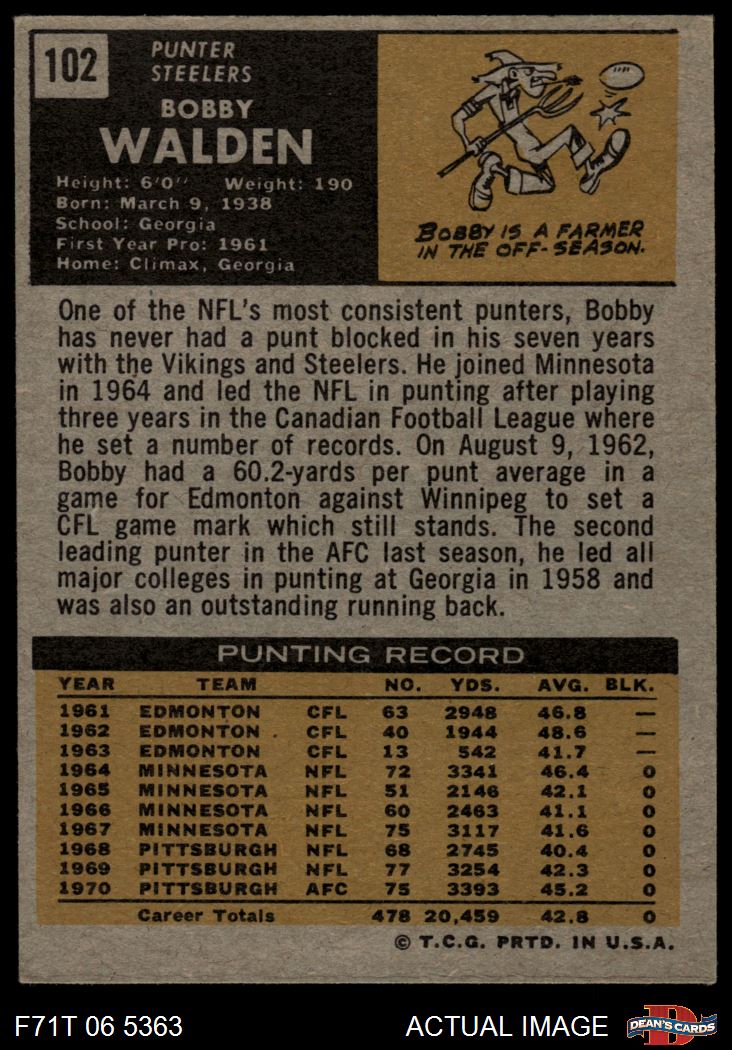 102
PUNTER
STEELERS
BOBBY
WALDEN
Height: 6'0" Weight: 190
Born: March 9, 1938
School: Georgia
First Year Pro: 1961
Home: Climax, Georgia
BOBBY IS A FARMER
IN THE OFF-SEASON.
One of the NFL's most consistent punters, Bobby
has never had a punt blocked in his seven years
with the Vikings and Steelers. He joined Minnesota
in 1964 and led the NFL in punting after playing
three years in the Canadian Football League where
he set a number of records. On August 9, 1962,
Bobby had a 60.2-yards per punt average in a
game for Edmonton against Winnipeg to set a
CFL game mark which still stands. The second
leading punter in the AFC last season, he led all
major colleges in punting at Georgia in 1958 and
was also an outstanding running back.
PUNTING RECORD
YEAR TEAM NO. YDS. AVG. BLK.
1961 EDMONTON CFL 63 2948 46.8 —
1962 EDMONTON CFL 40 1944 48.6 —
1963 EDMONTON CFL 13 542 41.7 —
1964 MINNESOTA NFL 72 3341 46.4 0
1965 MINNESOTA NFL 51 2146 42.1 0
1966 MINNESOTA NFL 60 2463 41.1 0
1967 MINNESOTA NFL 75 3117 41.6 0
1968 PITTSBURGH NFL 68 2745 40.4 0
1969 PITTSBURGH NFL 77 3254 42.3 0
1970 PITTSBURGH AFC 75 3393 45.2 0
Career Totals 478 20,459 42.8 0
© T.C.G. PRTD. IN U.S.A.
F71T 06 5363 ACTUAL IMAGE
D
DEAN'S CARDS